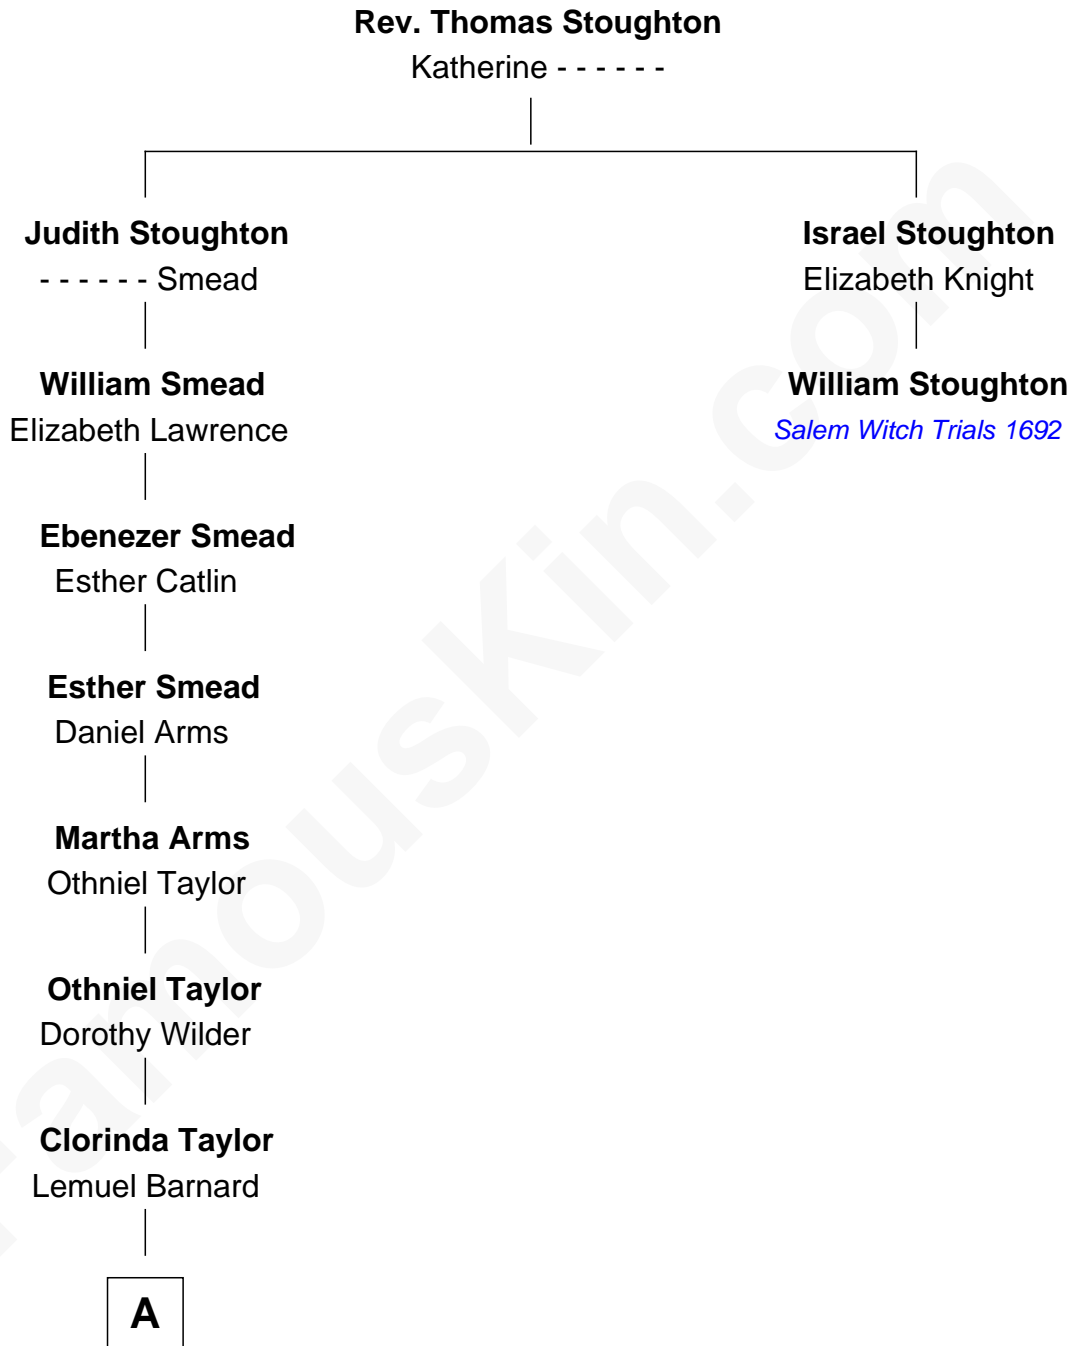 Rev. Thomas Stoughton
Katherine - - - - - -
Judith Stoughton
- - - - - - Smead
Israel Stoughton
Elizabeth Knight
William Smead
Elizabeth Lawrence
William Stoughton
Salem Witch Trials 1692
Ebenezer Smead
Esther Catlin
Esther Smead
Daniel Arms
Martha Arms
Othniel Taylor
Othniel Taylor
Dorothy Wilder
Clorinda Taylor
Lemuel Barnard
A
FamousKin.com